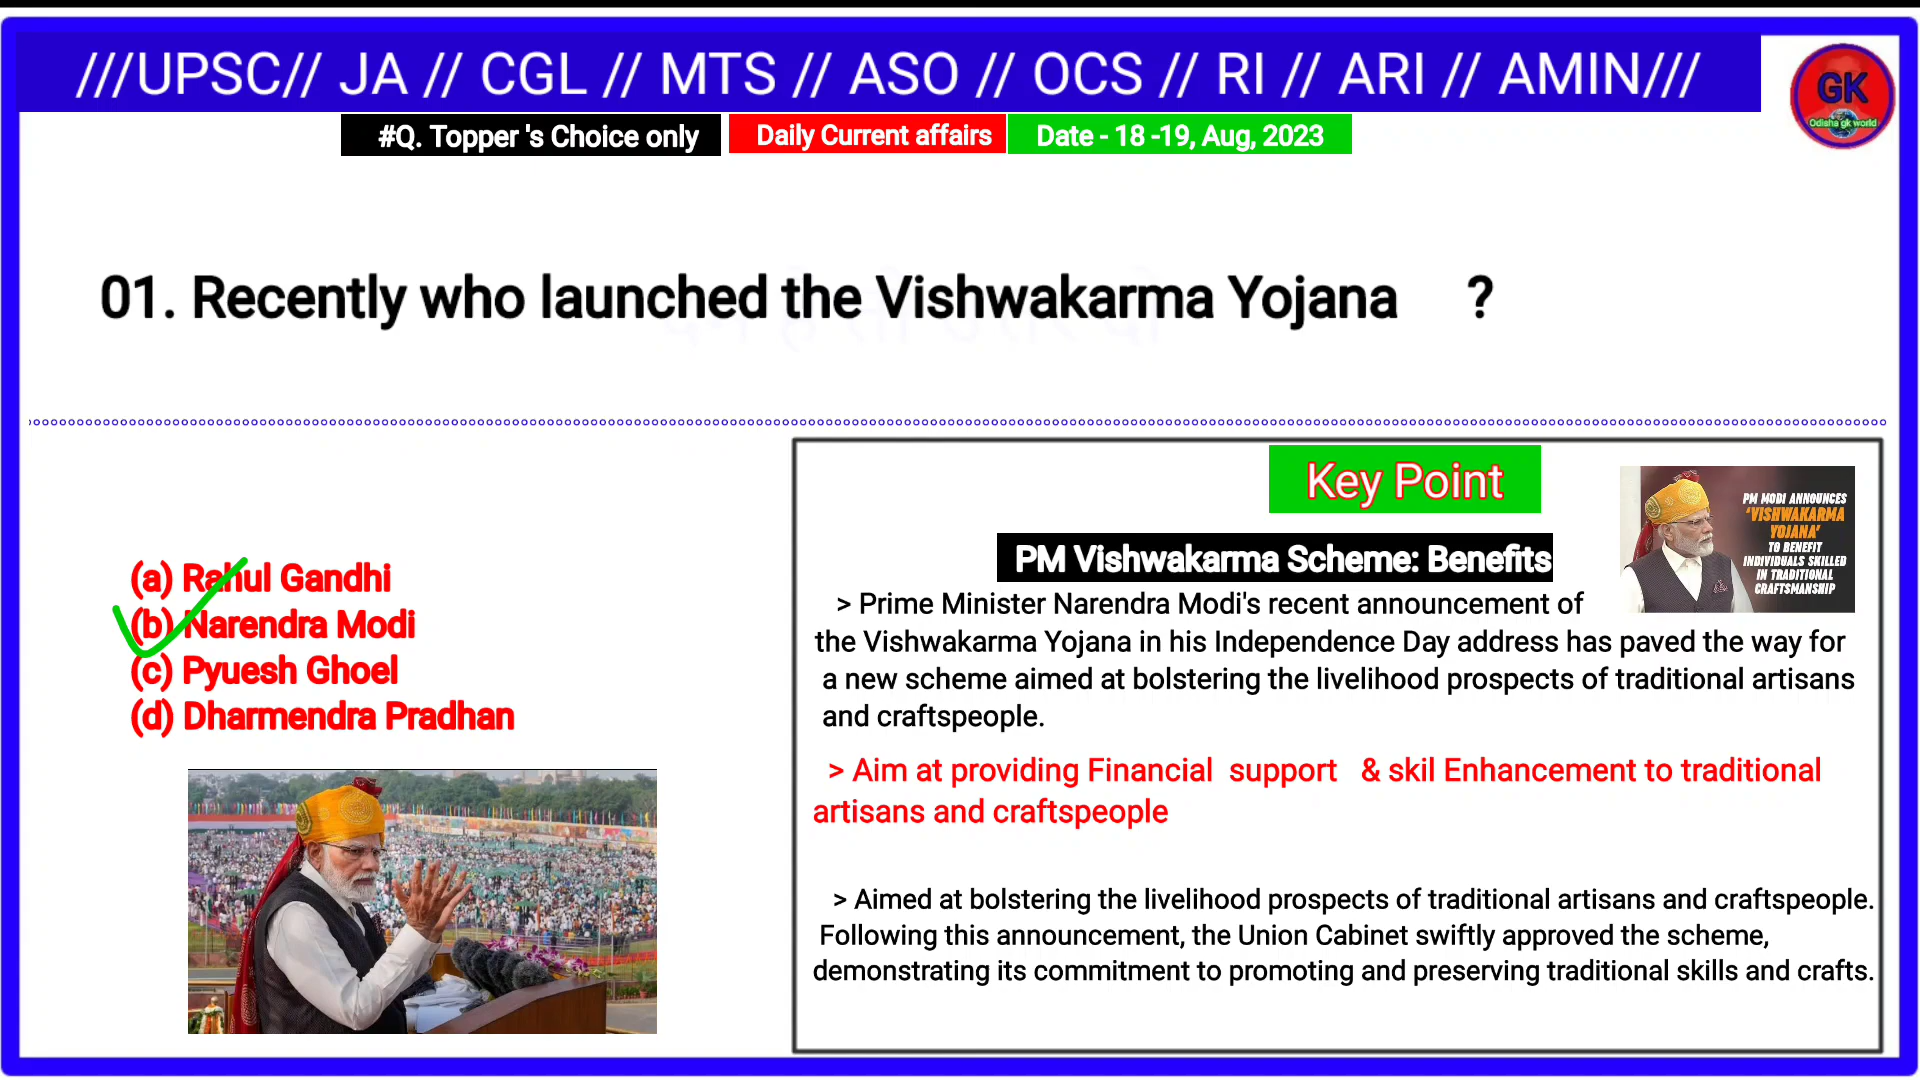 ///UPSC// JA // CGL // MTS // ASO // OCS // RI // ARI // AMIN///
GK
Odisha gk world
#Q. Topper 's Choice only
Daily Current affairs
Date - 18 -19, Aug, 2023
01. Recently who launched the Vishwakarma Yojana ?
(a) Rahul Gandhi
(b) Narendra Modi
(c) Pyuesh Ghoel
(d) Dharmendra Pradhan
Key Point
PM MODI ANNOUNCES
'VISHWAKARMA
YOJANA'
TO BENEFIT
INDIVIDUALS SKILLED
IN TRADITIONAL
CRAFTSMANSHIP
PM Vishwakarma Scheme: Benefits
> Prime Minister Narendra Modi's recent announcement of
the Vishwakarma Yojana in his Independence Day address has paved the way for
a new scheme aimed at bolstering the livelihood prospects of traditional artisans
and craftspeople.
> Aim at providing Financial support & skil Enhancement to traditional
artisans and craftspeople
> Aimed at bolstering the livelihood prospects of traditional artisans and craftspeople.
Following this announcement, the Union Cabinet swiftly approved the scheme,
demonstrating its commitment to promoting and preserving traditional skills and crafts.